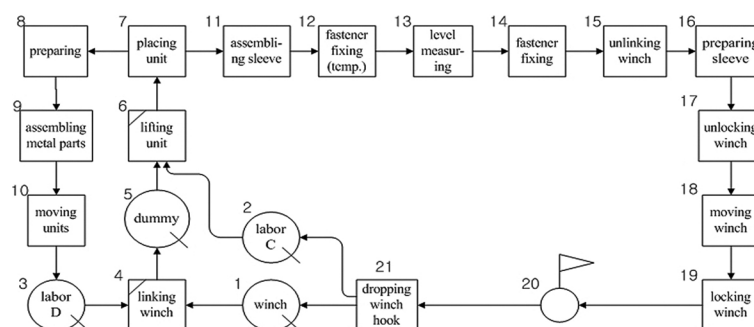 8
preparing
7
placing
unit
11
assembli-
ng sleeve
12
fastener
fixing
(temp.)
13
level
measur-
ing
14
fastener
fixing
15
unlinking
winch
16
preparing
sleeve
9
assembling
metal parts
6
lifting
unit
17
unlocking
winch
10
moving
units
5
dummy
2
labor
C
18
moving
winch
3
labor
D
4
linking
winch
1
winch
21
dropping
winch
hook
20
19
locking
winch